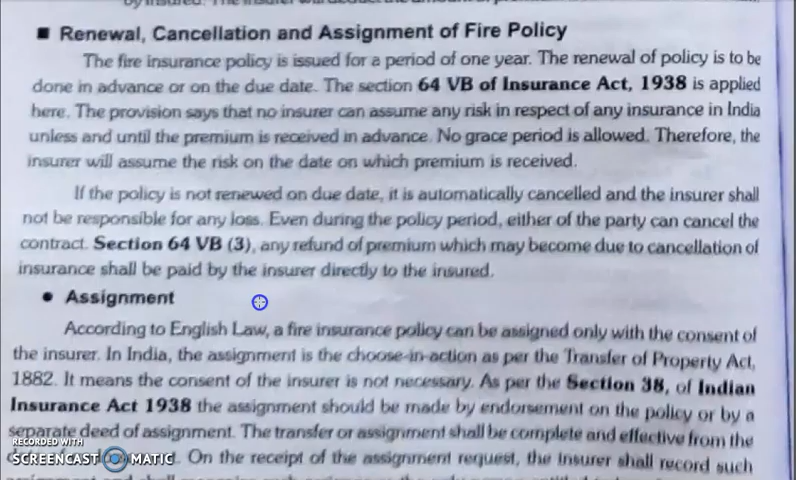 ■ Renewal, Cancellation and Assignment of Fire Policy
The fire insurance policy is issued for a period of one year. The renewal of policy is to be
done in advance or on the due date. The section 64 VB of Insurance Act, 1938 is applied
here. The provision says that no insurer can assume any risk in respect of any insurance in India
unless and until the premium is received in advance. No grace period is allowed. Therefore, the
insurer will assume the risk on the date on which premium is received.
If the policy is not renewed on due date, it is automatically cancelled and the insurer shall
not be responsible for any loss. Even during the policy period, either of the party can cancel the
contract. Section 64 VB (3), any refund of premium which may become due to cancellation of
insurance shall be paid by the insurer directly to the insured.
● Assignment
According to English Law, a fire insurance policy can be assigned only with the consent of
the insurer. In India, the assignment is the choose-in-action as per the Transfer of Property Act,
1882. It means the consent of the insurer is not necessary. As per the Section 38, of Indian
Insurance Act 1938 the assignment should be made by endorsement on the policy or by a
separate deed of assignment. The transfer or assignment shall be complete and effective from the
RECORDED WITH
SCREENCAST MATIC
On the receipt of the assignment request, the insurer shall record such